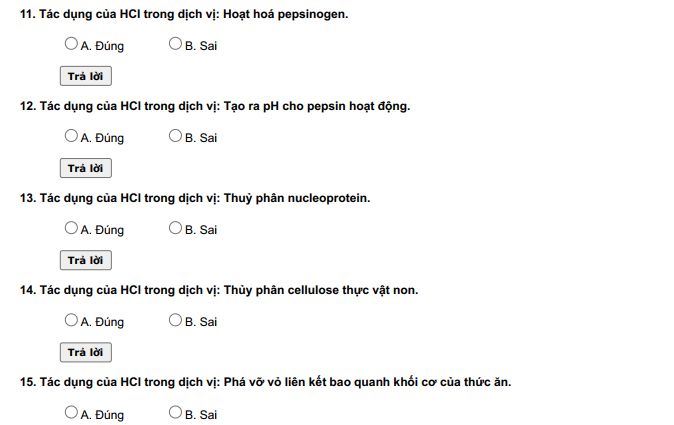 11. Tác dụng của HCl trong dịch vị: Hoạt hoá pepsinogen.
A. Đúng B. Sai
Trả lời
12. Tác dụng của HCl trong dịch vị: Tạo ra pH cho pepsin hoạt động.
A. Đúng B. Sai
Trả lời
13. Tác dụng của HCl trong dịch vị: Thuỷ phân nucleoprotein.
A. Đúng B. Sai
Trả lời
14. Tác dụng của HCl trong dịch vị: Thủy phân cellulose thực vật non.
A. Đúng B. Sai
Trả lời
15. Tác dụng của HCl trong dịch vị: Phá vỡ vỏ liên kết bao quanh khối cơ của thức ăn.
A. Đúng B. Sai